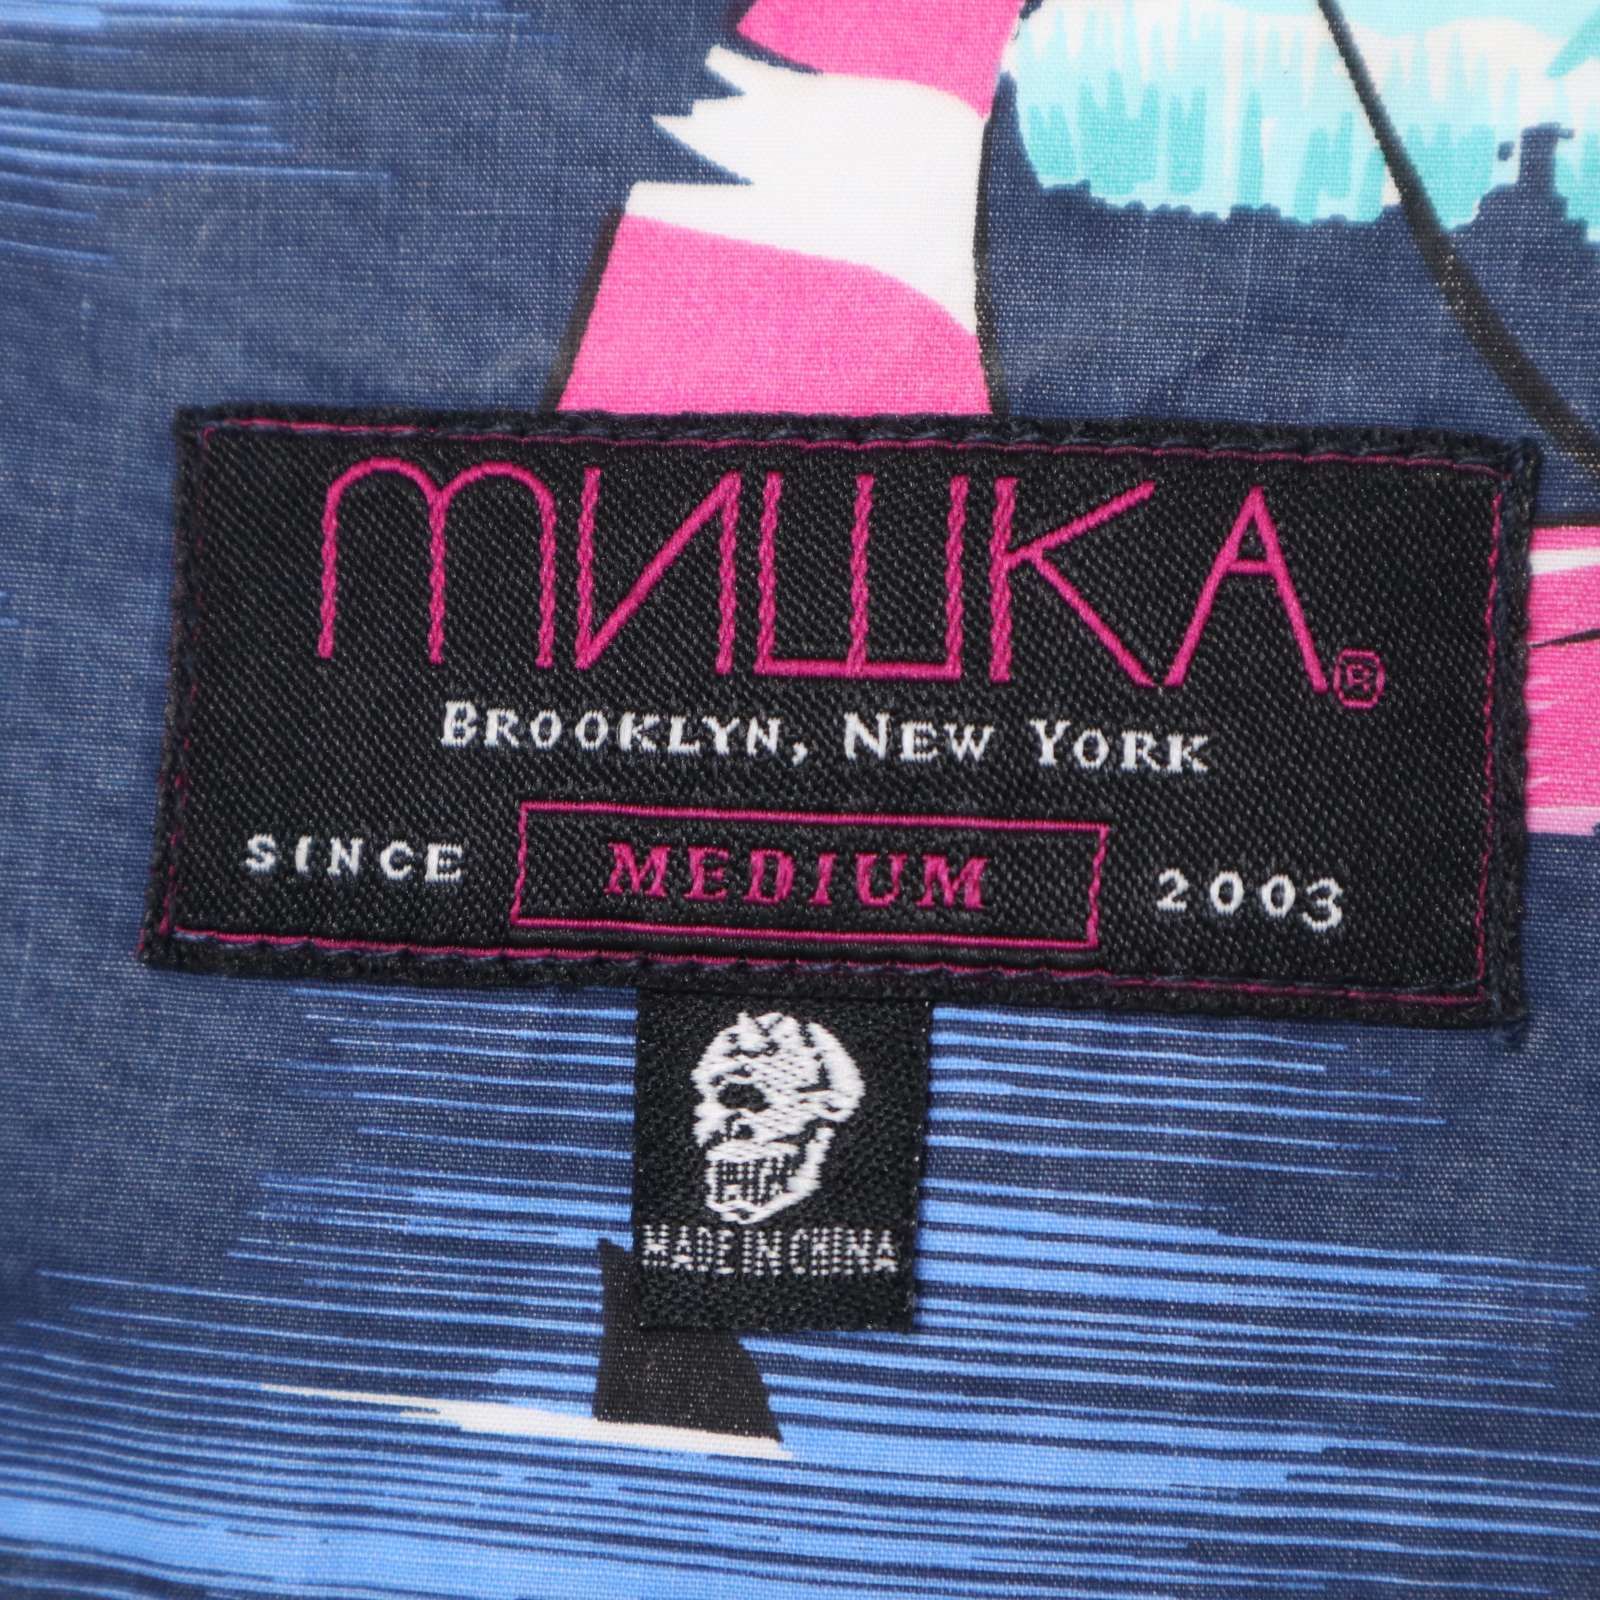 мишка®
BROOKLYN, NEW YORK
SINCE MEDIUM 2003
MADE IN CHINA